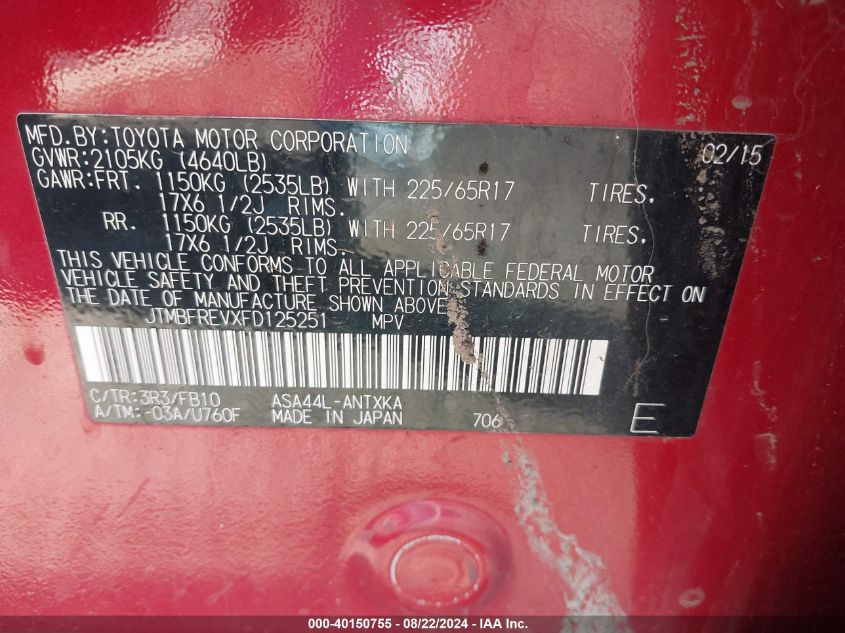 MFD.BY:TOYOTA MOTOR CORPORATION 02/15
GVWR:2105KG (4640LB)
GAWR:FRT. 1150KG (2535LB) WITH 225/65R17 TIRES.
17X6 1/2J RIMS.
RR. 1150KG (2535LB) WITH 225/65R17 TIRES.
17X6 1/2J RIMS.
THIS VEHICLE CONFORMS TO ALL APPLICABLE FEDERAL MOTOR
VEHICLE SAFETY AND THEFT PREVENTION STANDARDS IN EFFECT ON
THE DATE OF MANUFACTURE SHOWN ABOVE
JTMBFREVXFD125251 MPV
C/TR:3R3/FB10 ASA44L-ANTXKA
A/TM:-03A/U760F MADE IN JAPAN 706 E
000-40150755 - 08/22/2024 - IAA Inc.